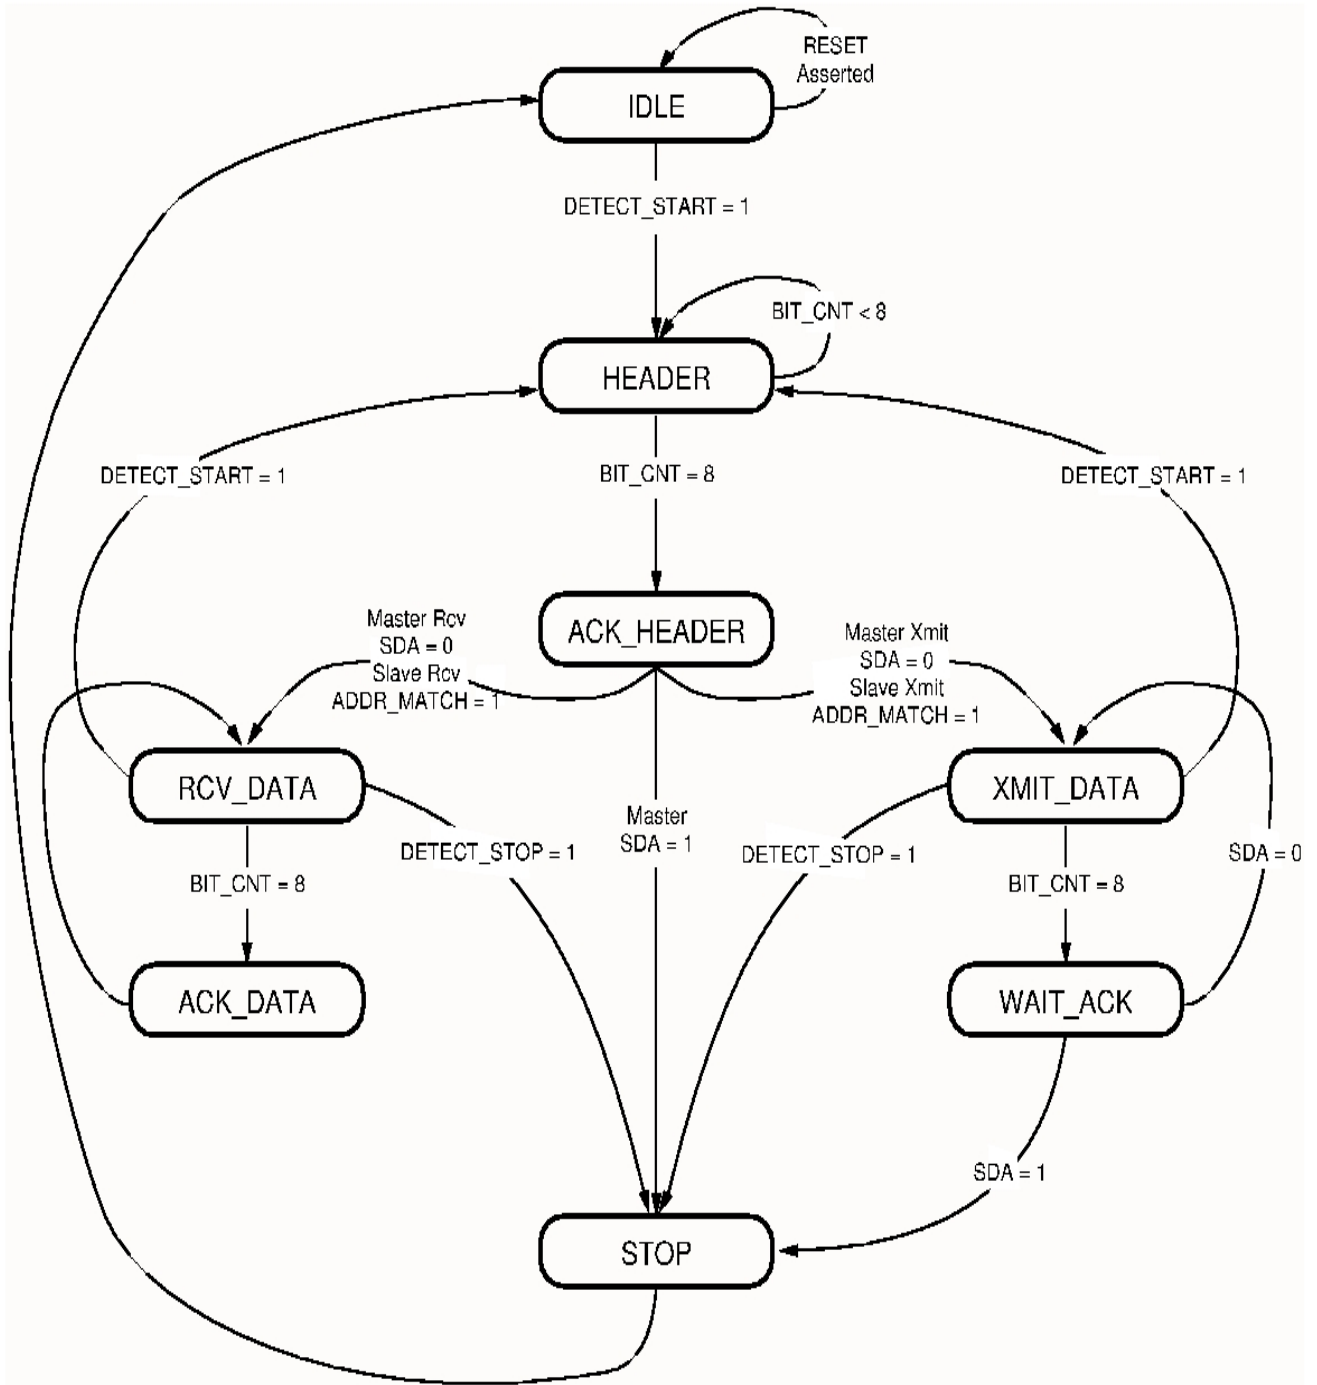 RESET
Asserted
IDLE
DETECT_START = 1
BIT_CNT < 8
HEADER
DETECT_START = 1
BIT_CNT = 8
DETECT_START = 1
Master Rcv
SDA = 0
Slave Rcv
ADDR_MATCH = 1
ACK_HEADER
Master Xmit
SDA = 0
Slave Xmit
ADDR_MATCH = 1
RCV_DATA
XMIT_DATA
DETECT_STOP = 1
Master
SDA = 1
DETECT_STOP = 1
SDA = 0
BIT_CNT = 8
BIT_CNT = 8
ACK_DATA
WAIT_ACK
SDA = 1
STOP